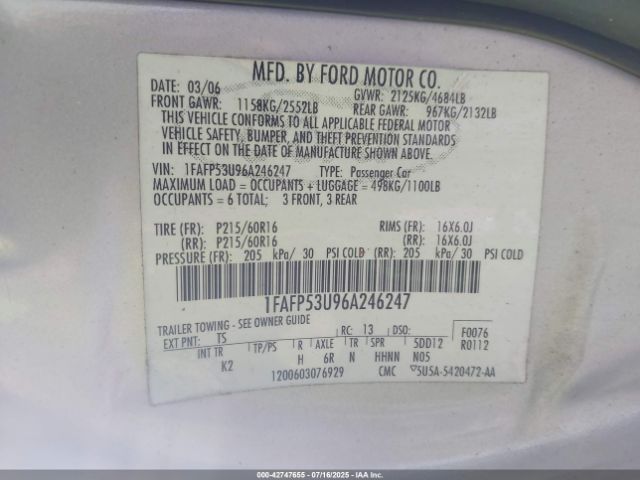 MFD. BY FORD MOTOR CO.
DATE: 03/06 GVWR: 2125KG/4684LB
FRONT GAWR: 1158KG/2552LB REAR GAWR: 967KG/2132LB
THIS VEHICLE CONFORMS TO ALL APPLICABLE FEDERAL MOTOR
VEHICLE SAFETY, BUMPER, AND THEFT PREVENTION STANDARDS
IN EFFECT ON THE DATE OF MANUFACTURE SHOWN ABOVE.
VIN: 1FAFP53U96A246247 TYPE: Passenger Car
MAXIMUM LOAD = OCCUPANTS + LUGGAGE = 498KG/1100LB
OCCUPANTS = 6 TOTAL; 3 FRONT, 3 REAR
TIRE (FR): P215/60R16 RIMS (FR): 16X6.0J
(RR): P215/60R16 (RR): 16X6.0J
PRESSURE (FR): 205 kPa/ 30 PSI COLD (RR): 205 kPa/ 30 PSI COLD
1FAFP53U96A246247
TRAILER TOWING - SEE OWNER GUIDE F0076
EXT PNT: TS RC: 13 DSO: R0112
INT TR TP/PS R AXLE TR SPR 5DD12
K2 H 6R N HHNN N05
1200603076929 CMC 5U5A-5420472-AA
000-42747655 - 07/16/2025 - IAA Inc.